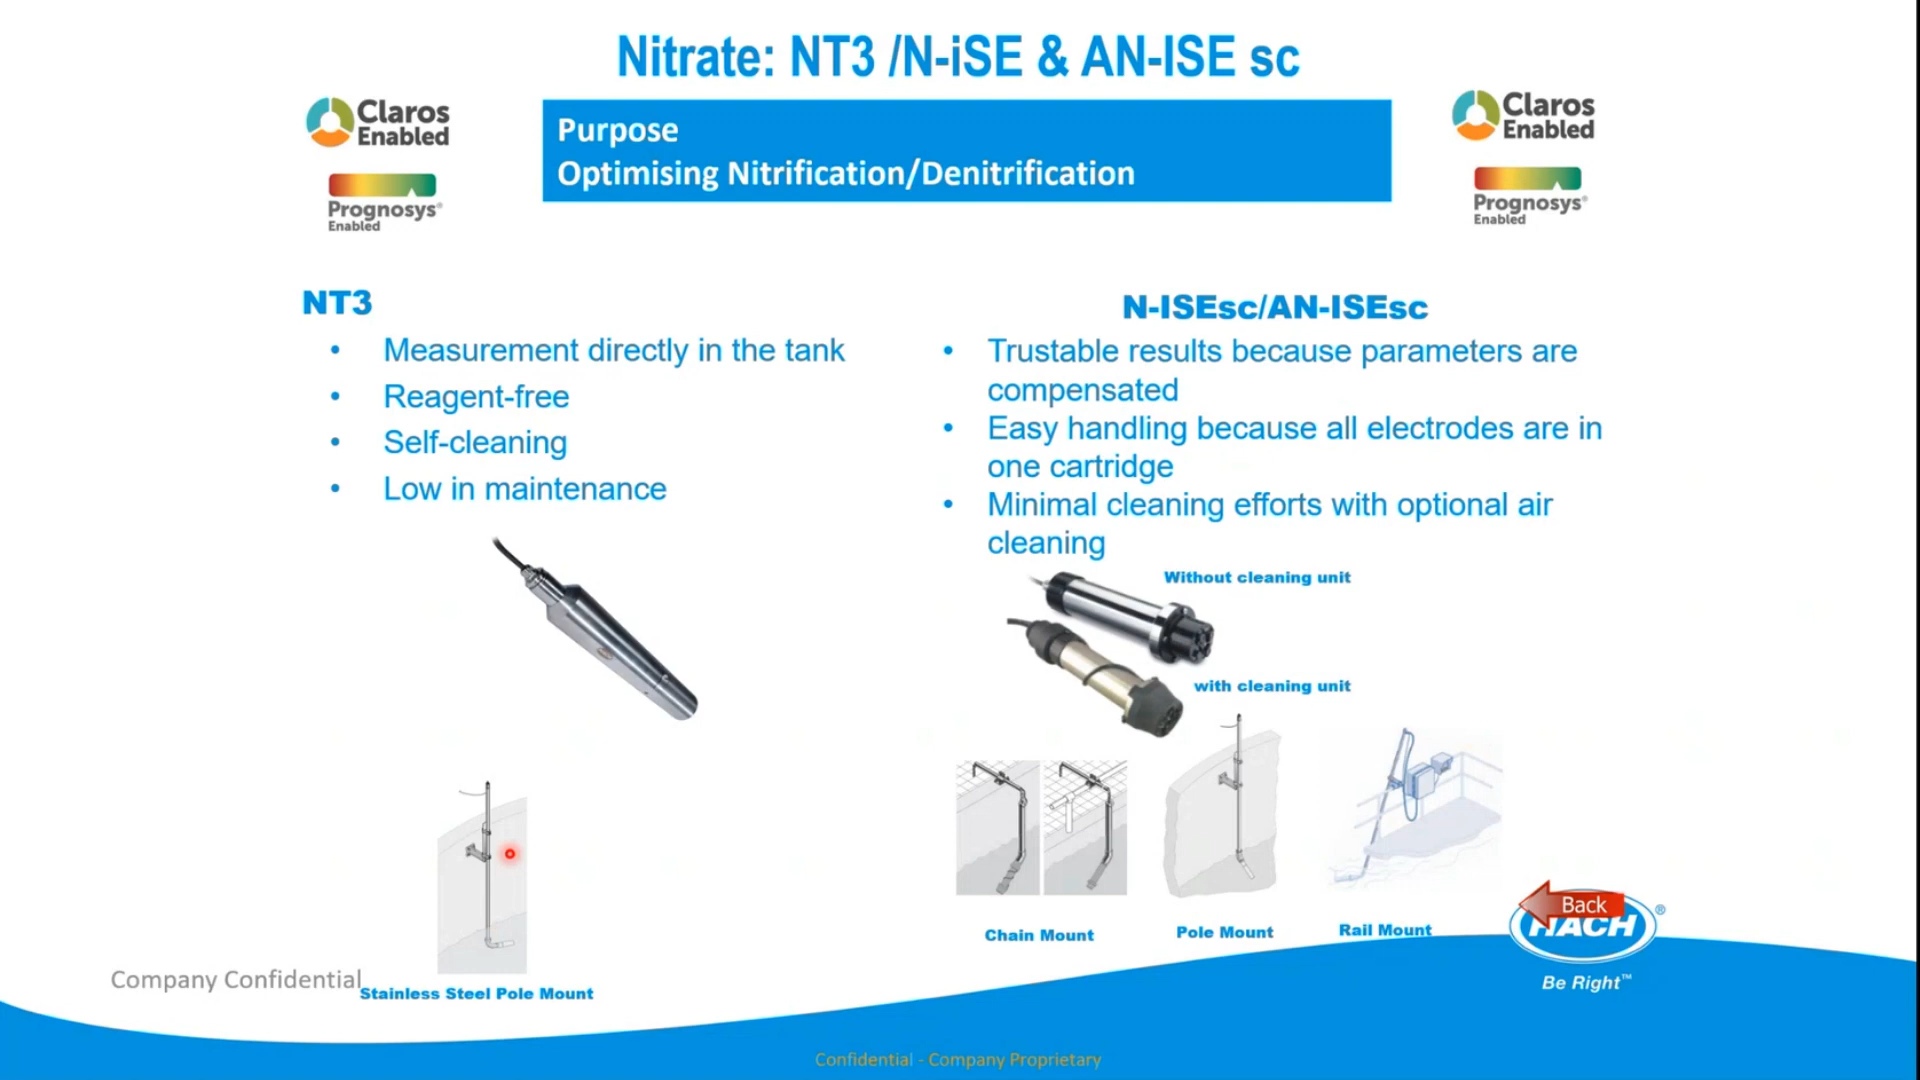 Nitrate: NT3 /N-iSE & AN-ISE sc
Claros
Enabled
Prognosys®
Enabled
Purpose
Optimising Nitrification/Denitrification
Claros
Enabled
Prognosys®
Enabled
NT3
• Measurement directly in the tank
• Reagent-free
• Self-cleaning
• Low in maintenance
N-ISEsc/AN-ISEsc
• Trustable results because parameters are
compensated
• Easy handling because all electrodes are in
one cartridge
• Minimal cleaning efforts with optional air
cleaning
Without cleaning unit
with cleaning unit
Chain Mount
Pole Mount
Rail Mount
Back
HACH®
Be Right™
Company Confidential
Stainless Steel Pole Mount
Confidential - Company Proprietary